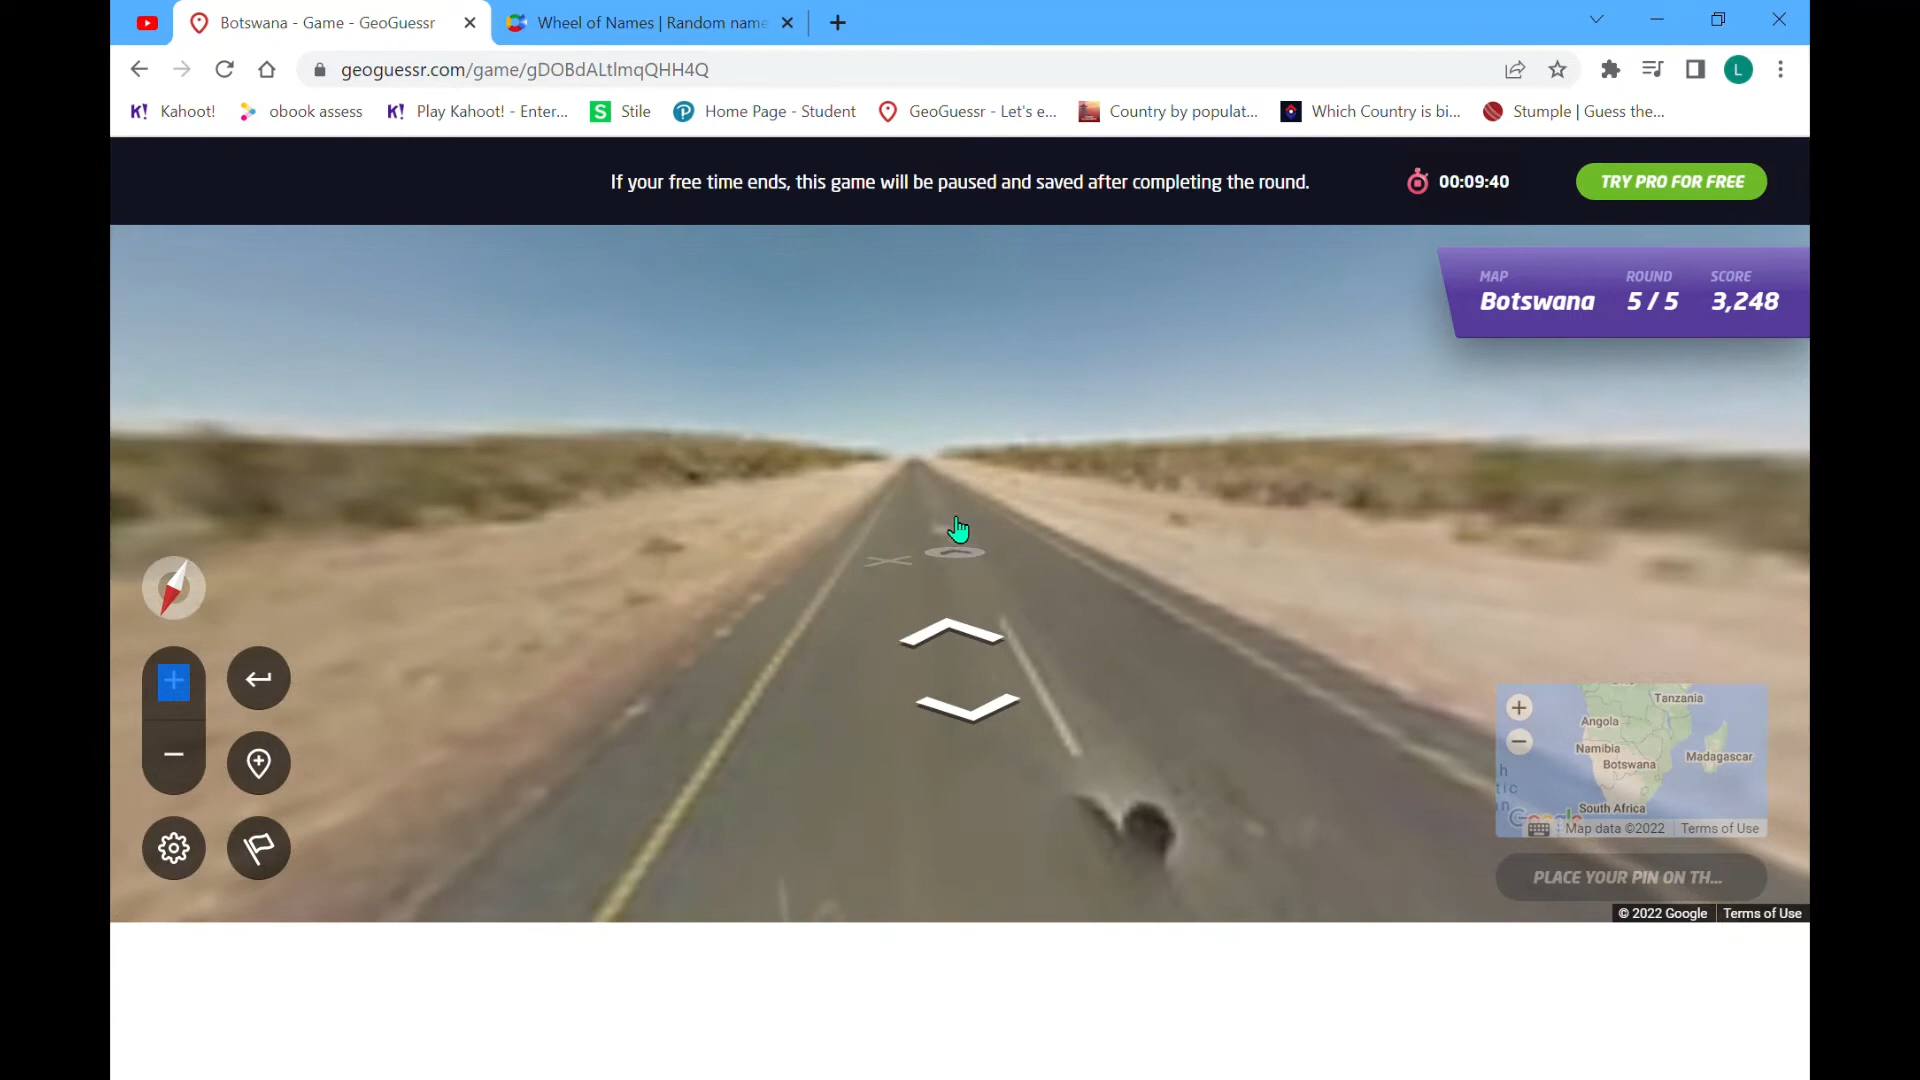 Botswana - Game - GeoGuessr
Wheel of Names | Random name
geoguessr.com/game/gDOBdALtlmqQHH4Q
L
K! Kahoot!
obook assess
K! Play Kahoot! - Enter...
S Stile
Home Page - Student
GeoGuessr - Let's e...
Country by populat...
Which Country is bi...
Stumple | Guess the...
If your free time ends, this game will be paused and saved after completing the round.
00:09:40
TRY PRO FOR FREE
MAP ROUND SCORE
Botswana 5 / 5 3,248
Tanzania
Angola
Namibia
Madagascar
Botswana
h
tic
n
South Africa
Google
Map data ©2022 Terms of Use
PLACE YOUR PIN ON TH...
© 2022 Google Terms of Use